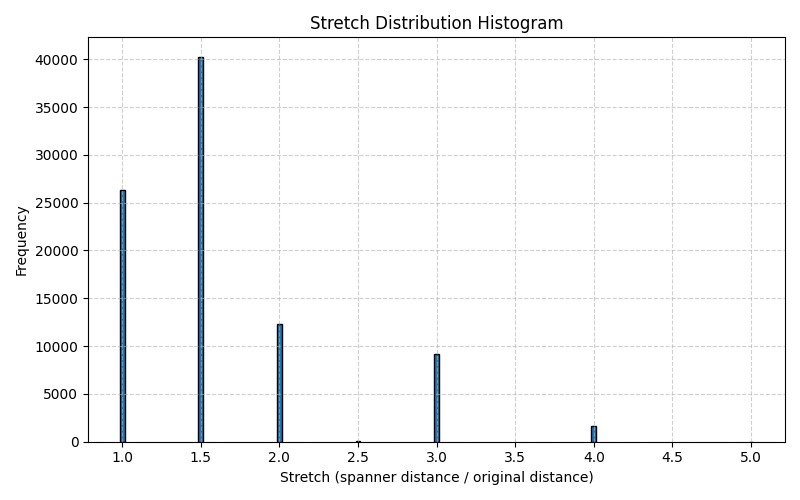 Stretch Distribution Histogram
Frequency
40000
35000
30000
25000
20000
15000
10000
5000
0
1.0 1.5 2.0 2.5 3.0 3.5 4.0 4.5 5.0
Stretch (spanner distance / original distance)